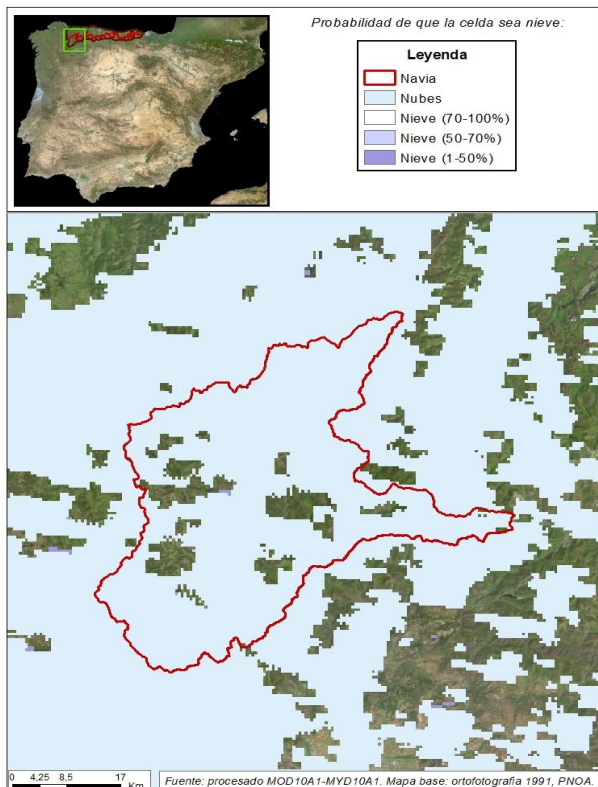 Probabilidad de que la celda sea nieve:
Leyenda
Navia
Nubes
Nieve (70-100%)
Nieve (50-70%)
Nieve (1-50%)
0 4,25 8,5 17
Km
Fuente: procesado MOD10A1-MYD10A1. Mapa base: ortofotografia 1991, PNOA.